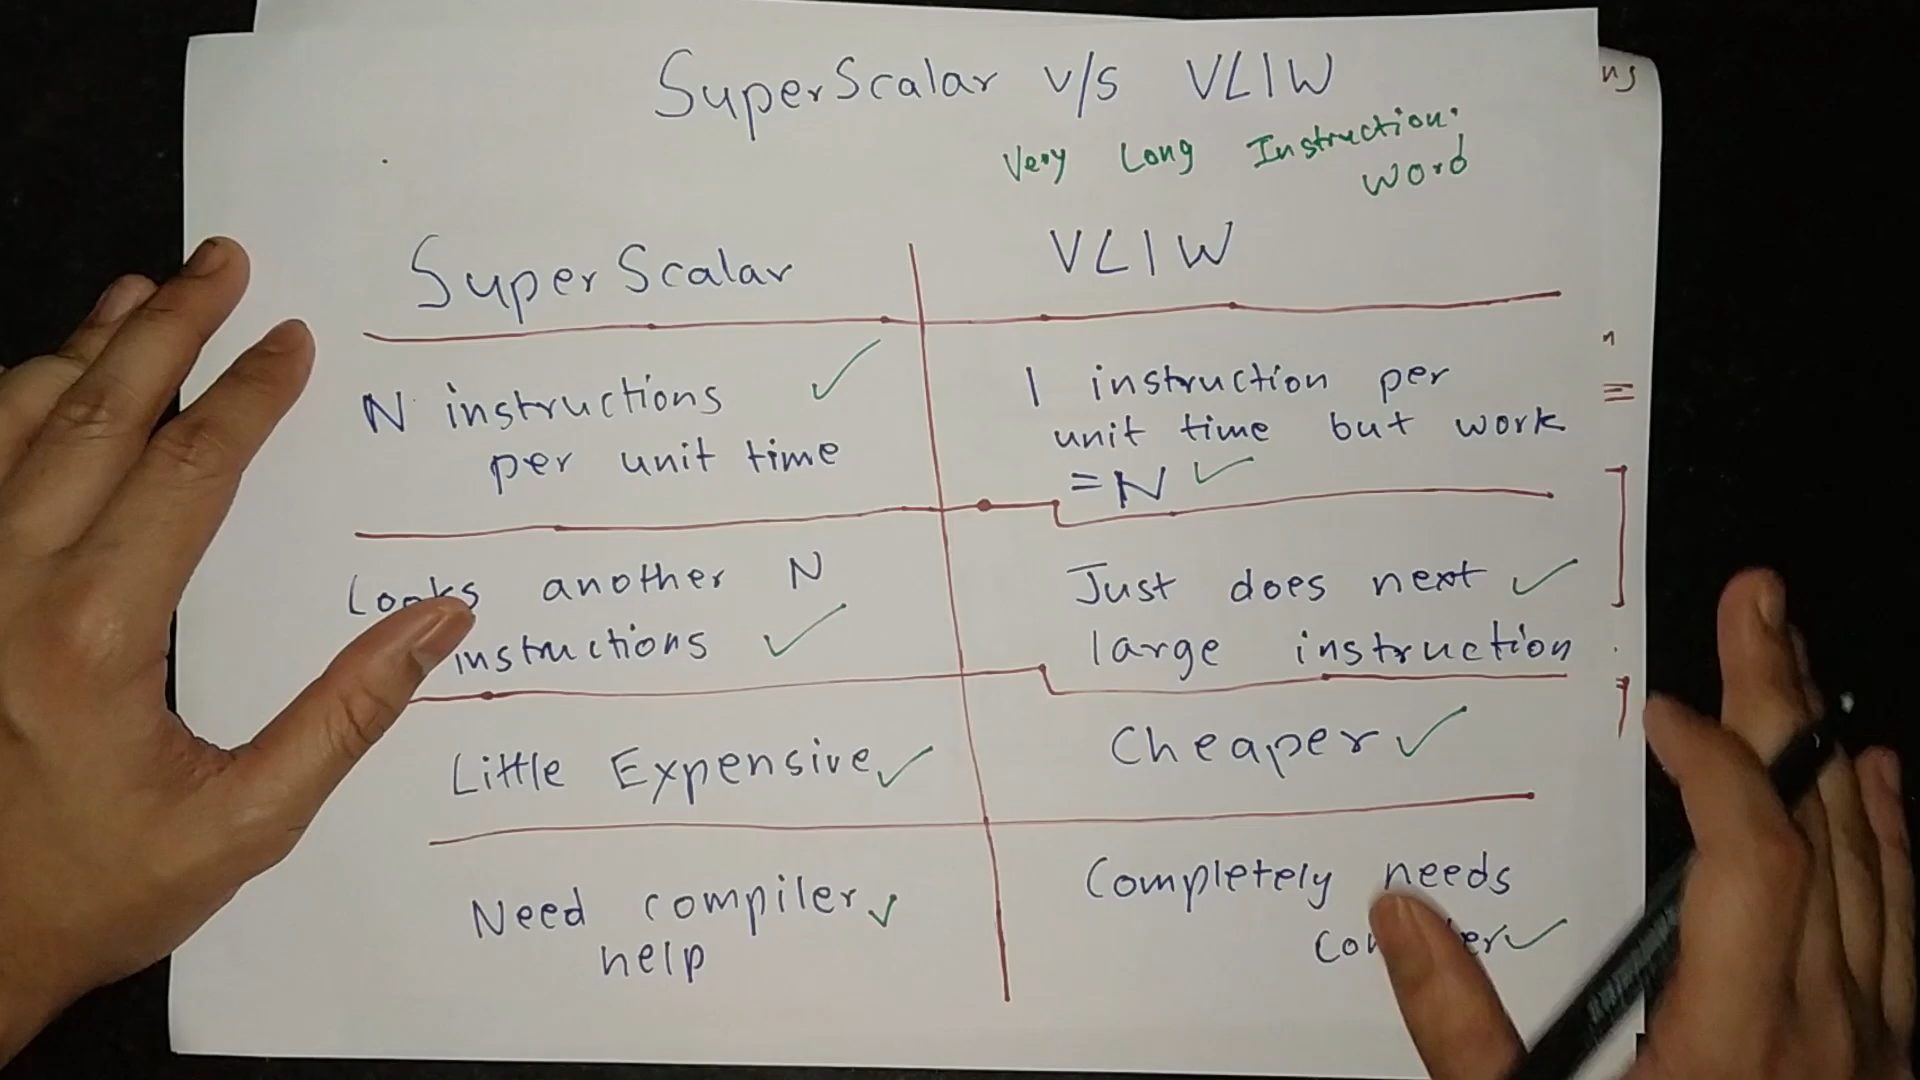 SuperScalar v/s VLIW
Very Long Instruction.
Word
SuperScalar
VLIW
N instructions
per unit time
1 instruction per
unit time but work
=N
Looks another N
instructions
Just does next
large instruction
Little Expensive
Cheaper
Need compiler
help
Completely needs